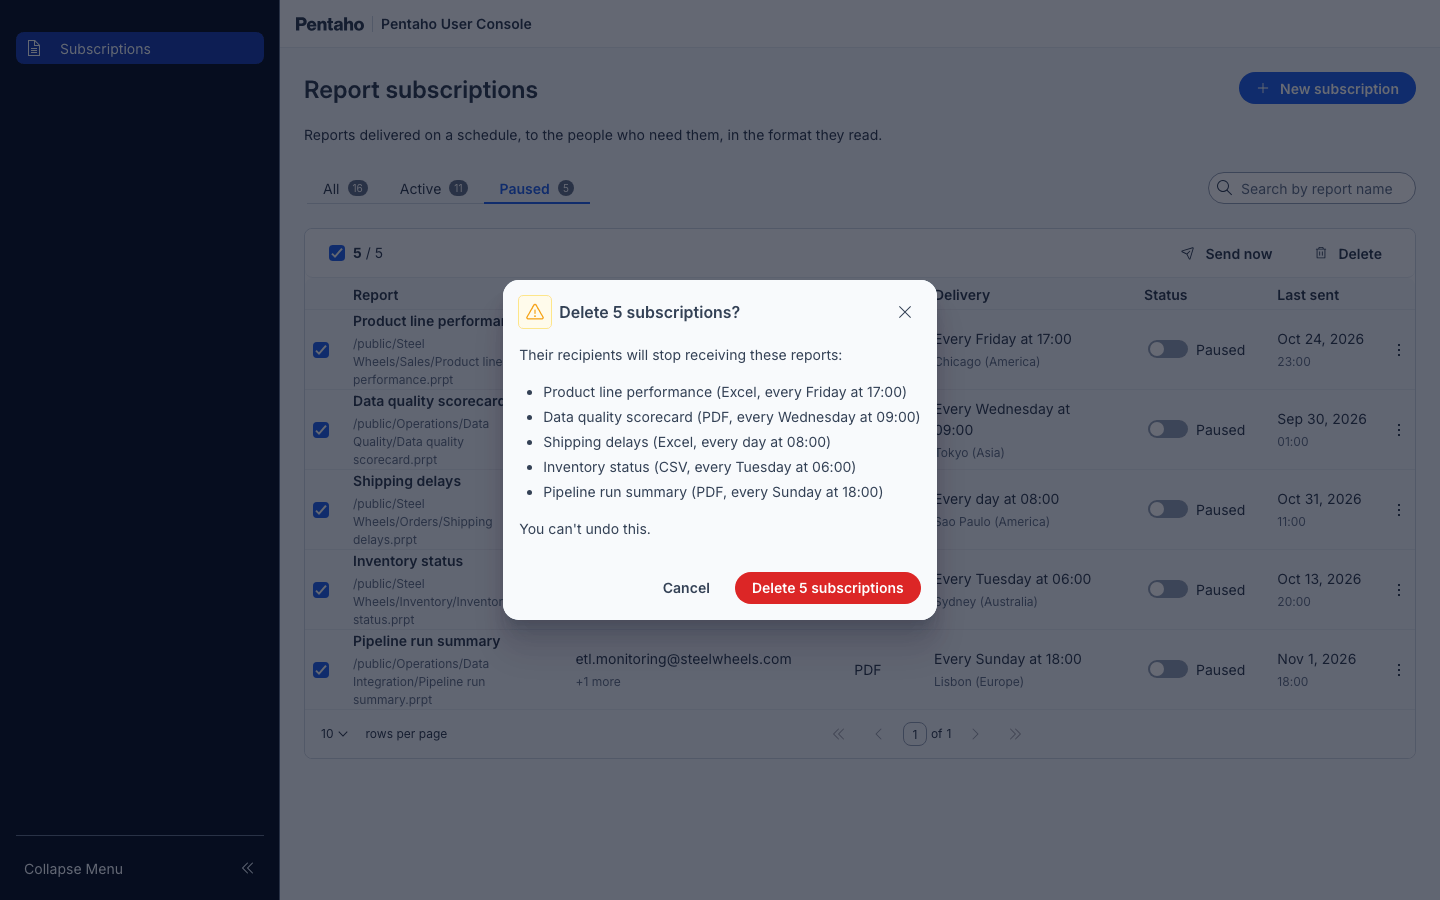 Subscriptions
Pentaho
Pentaho User Console
Report subscriptions
New subscription
Reports delivered on a schedule, to the people who need them, in the format they read.
All 16
Active 11
Paused 5
Search by report name
5 / 5
Send now
Delete
Report
Delivery
Status
Last sent
/public/Steel
Wheels/Sales/Product line
performance.prpt
Every Friday at 17:00
Chicago (America)
Paused
Oct 24, 2026
23:00
Data quality scorecard
/public/Operations/Data
Quality/Data quality
scorecard.prpt
Every Wednesday at
09:00
Tokyo (Asia)
Paused
Sep 30, 2026
01:00
Shipping delays
/public/Steel
Wheels/Orders/Shipping
delays.prpt
Every day at 08:00
Sao Paulo (America)
Paused
Oct 31, 2026
11:00
Inventory status
/public/Steel
status.prpt
Every Tuesday at 06:00
Sydney (Australia)
Paused
Oct 13, 2026
20:00
Pipeline run summary
/public/Operations/Data
Integration/Pipeline run
summary.prpt
etl.monitoring@steelwheels.com
+1 more
PDF
Every Sunday at 18:00
Lisbon (Europe)
Paused
Nov 1, 2026
18:00
10
rows per page
1 of 1
Delete 5 subscriptions?
Their recipients will stop receiving these reports:
Product line performance (Excel, every Friday at 17:00)
Data quality scorecard (PDF, every Wednesday at 09:00)
Shipping delays (Excel, every day at 08:00)
Inventory status (CSV, every Tuesday at 06:00)
Pipeline run summary (PDF, every Sunday at 18:00)
You can't undo this.
Cancel
Delete 5 subscriptions
Collapse Menu